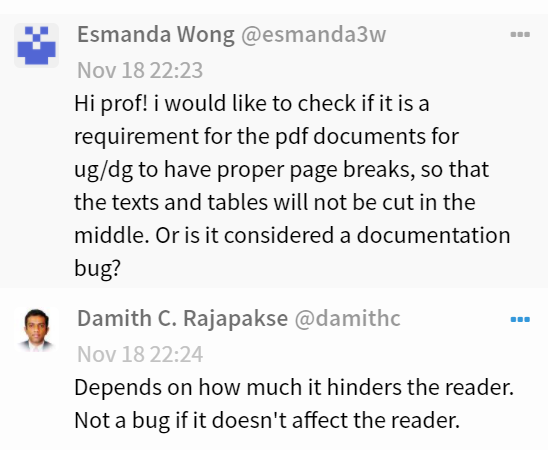 Esmanda Wong @esmanda3w
Nov 18 22:23
Hi prof! i would like to check if it is a
requirement for the pdf documents for
ug/dg to have proper page breaks, so that
the texts and tables will not be cut in the
middle. Or is it considered a documentation
bug?
Damith C. Rajapakse @damithc
Nov 18 22:24
Depends on how much it hinders the reader.
Not a bug if it doesn't affect the reader.